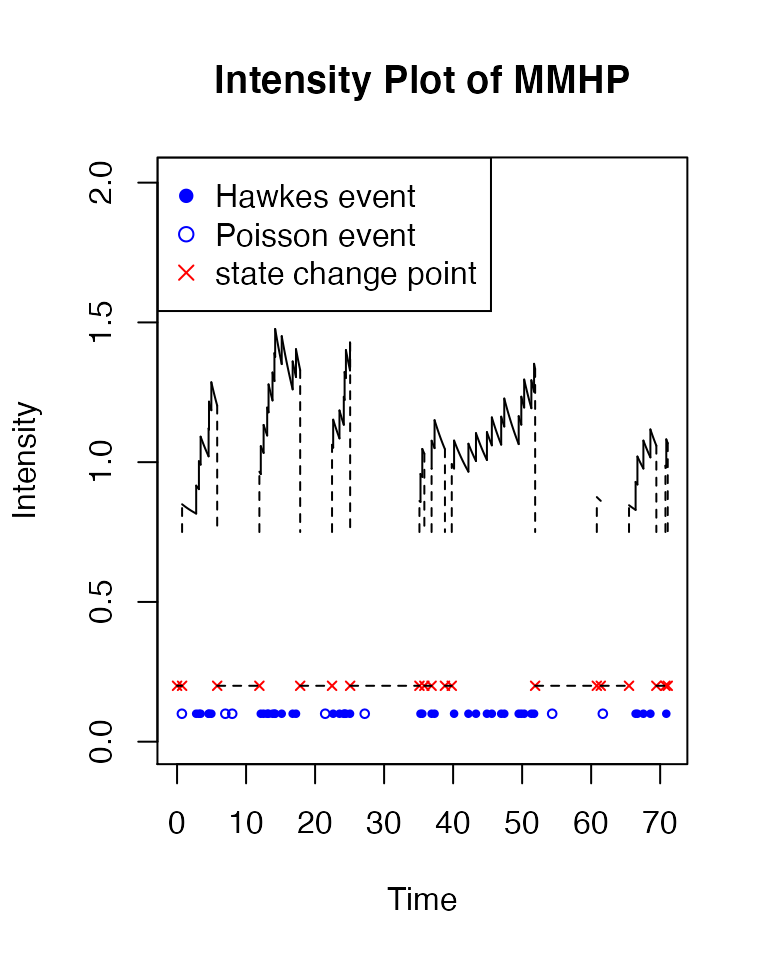 Intensity Plot of MMHP
Hawkes event
Poisson event
state change point
Intensity
2.0
1.5
1.0
0.5
0.0
0 10 20 30 40 50 60 70
Time